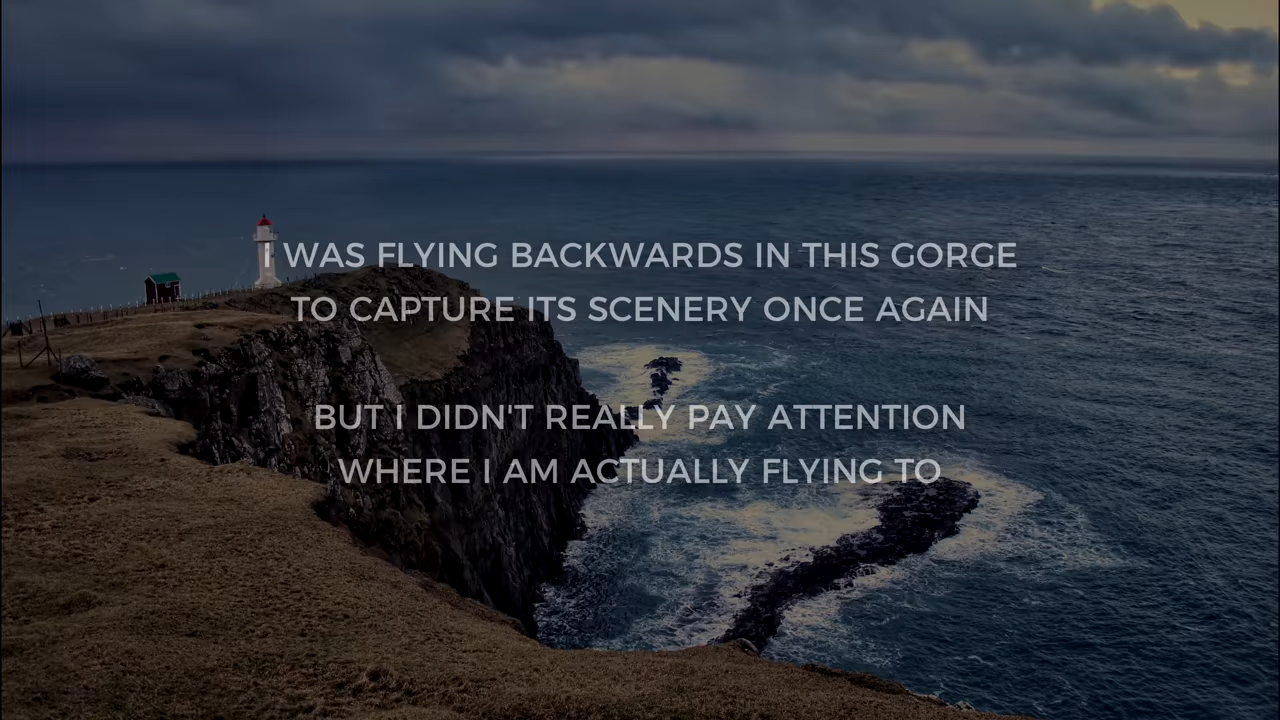 I WAS FLYING BACKWARDS IN THIS GORGE
TO CAPTURE ITS SCENERY ONCE AGAIN
BUT I DIDN'T REALLY PAY ATTENTION
WHERE I AM ACTUALLY FLYING TO